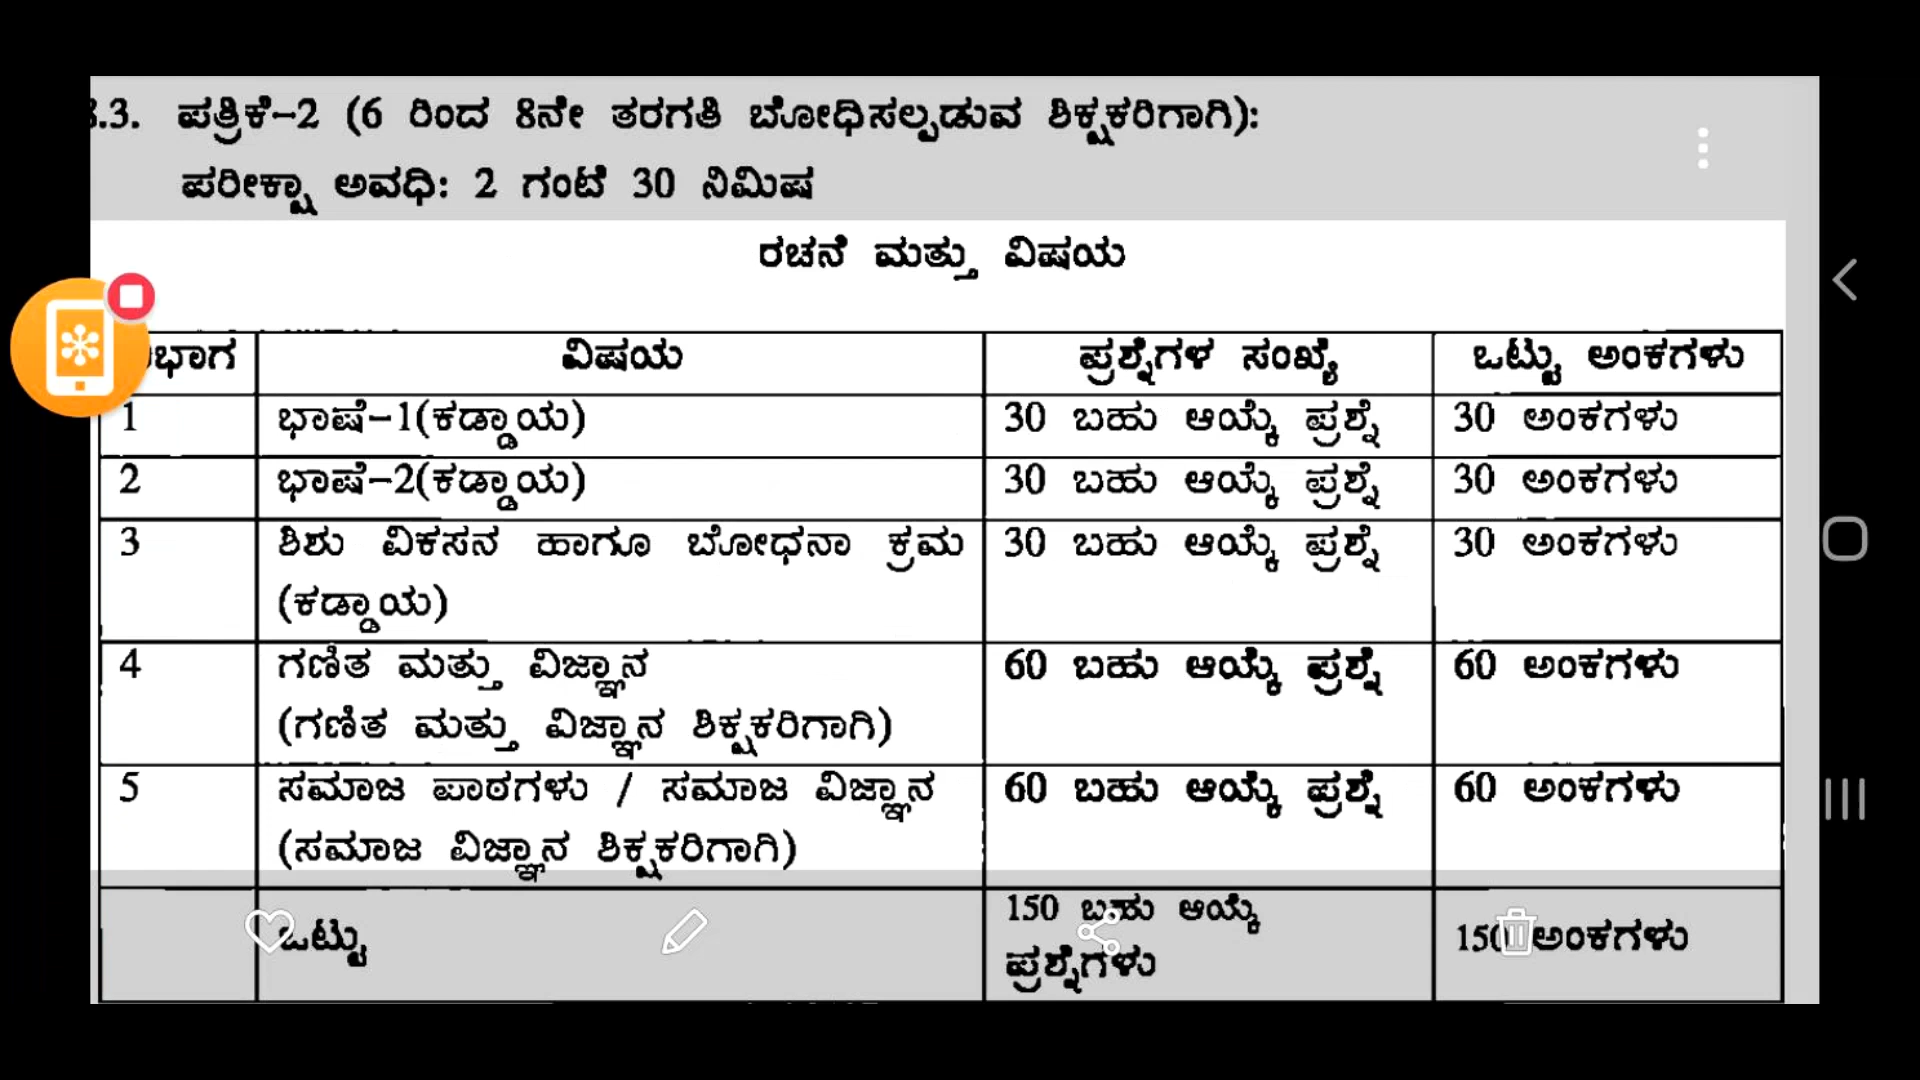 .3. ಪತ್ರಿಕೆ-2 (6 ರಿಂದ 8ನೇ ತರಗತಿ ಬೋಧಿಸಲ್ಪಡುವ ಶಿಕ್ಷಕರಿಗಾಗಿ):
ಪರೀಕ್ಷಾ ಅವಧಿ: 2 ಗಂಟೆ 30 ನಿಮಿಷ
ರಚನೆ ಮತ್ತು ವಿಷಯ
ಭಾಗ ವಿಷಯ ಪ್ರಶ್ನೆಗಳ ಸಂಖ್ಯೆ ಒಟ್ಟು ಅಂಕಗಳು
1 ಭಾಷೆ-1(ಕಡ್ಡಾಯ) 30 ಬಹು ಆಯ್ಕೆ ಪ್ರಶ್ನೆ 30 ಅಂಕಗಳು
2 ಭಾಷೆ-2(ಕಡ್ಡಾಯ) 30 ಬಹು ಆಯ್ಕೆ ಪ್ರಶ್ನೆ 30 ಅಂಕಗಳು
3 ಶಿಶು ವಿಕಸನ ಹಾಗೂ ಬೋಧನಾ ಕ್ರಮ 30 ಬಹು ಆಯ್ಕೆ ಪ್ರಶ್ನೆ 30 ಅಂಕಗಳು
(ಕಡ್ಡಾಯ)
4 ಗಣಿತ ಮತ್ತು ವಿಜ್ಞಾನ 60 ಬಹು ಆಯ್ಕೆ ಪ್ರಶ್ನೆ 60 ಅಂಕಗಳು
(ಗಣಿತ ಮತ್ತು ವಿಜ್ಞಾನ ಶಿಕ್ಷಕರಿಗಾಗಿ)
5 ಸಮಾಜ ಪಾಠಗಳು / ಸಮಾಜ ವಿಜ್ಞಾನ 60 ಬಹು ಆಯ್ಕೆ ಪ್ರಶ್ನೆ 60 ಅಂಕಗಳು
(ಸಮಾಜ ವಿಜ್ಞಾನ ಶಿಕ್ಷಕರಿಗಾಗಿ)
ಒಟ್ಟು 150 ಬಹು ಆಯ್ಕೆ 150 ಅಂಕಗಳು
ಪ್ರಶ್ನೆಗಳು